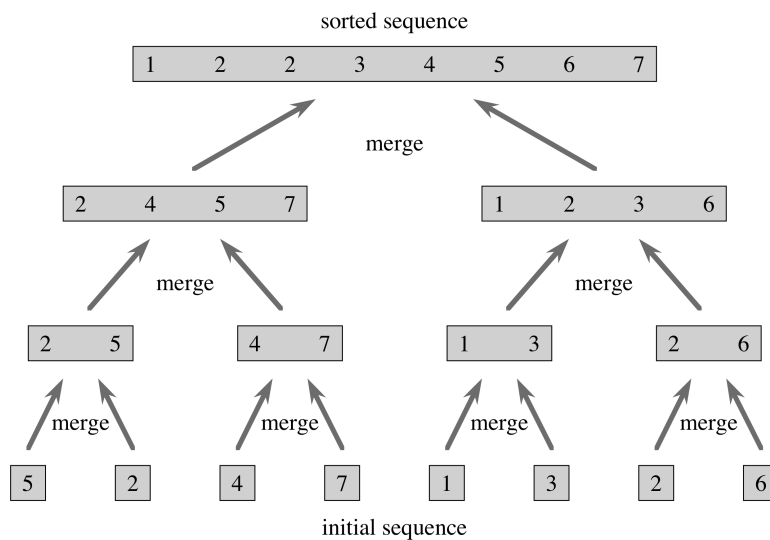 sorted sequence
1 2 2 3 4 5 6 7
merge
2 4 5 7 1 2 3 6
merge merge
2 5 4 7 1 3 2 6
merge merge merge merge
5 2 4 7 1 3 2 6
initial sequence